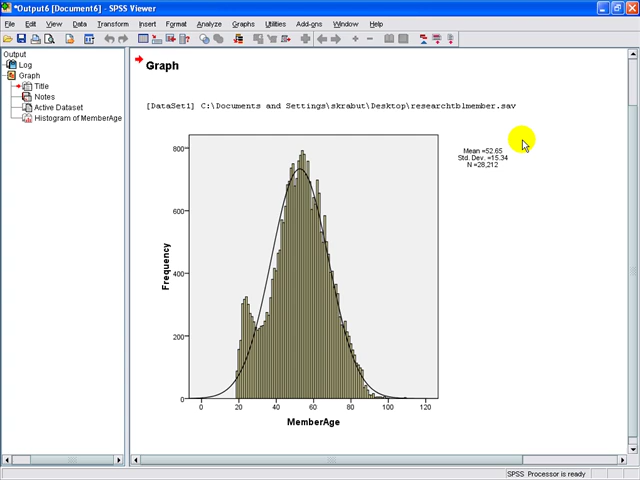 *Output6 [Document6] - SPSS Viewer
File Edit View Data Transform Insert Format Analyze Graphs Utilities Add-ons Window Help
Output
Log
Graph
Title
Notes
Active Dataset
Histogram of MemberAge
Graph
[DataSet1] C:\Documents and Settings\skrabut\Desktop\researchtblmember.sav
Mean =52.65
Std. Dev. =15.34
N =28,212
800
600
400
200
0
Frequency
0 20 40 60 80 100 120
MemberAge
SPSS Processor is ready